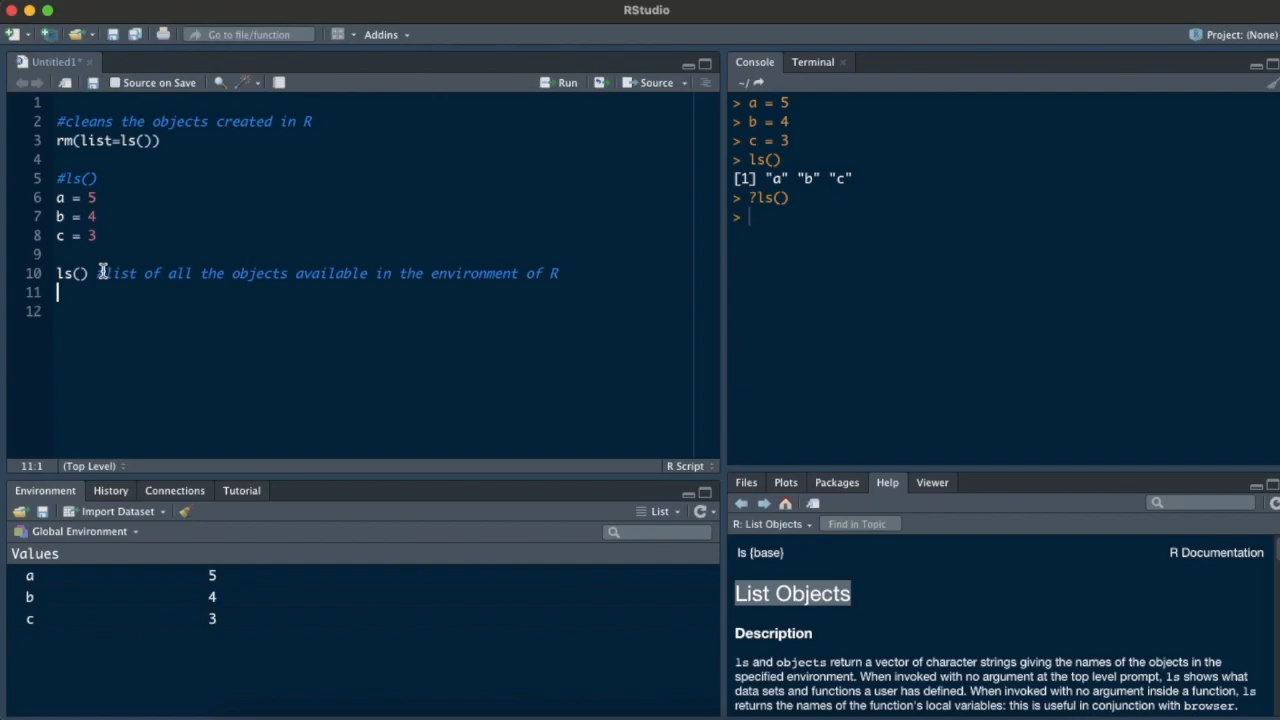 RStudio
Go to file/function
Addins
Project: (None)
Untitled1*
Source on Save
Run
Source
1
2 #cleans the objects created in R
3 rm(list=ls())
4
5 #ls()
6 a = 5
7 b = 4
8 c = 3
9
10 ls() list of all the objects available in the environment of R
11
12
11:1 (Top Level) R Script
Console Terminal
~/
> a = 5
> b = 4
> c = 3
> ls()
[1] "a" "b" "c"
> ?ls()
>
Environment History Connections Tutorial
Import Dataset
List
Global Environment
Values
a 5
b 4
c 3
Files Plots Packages Help Viewer
R: List Objects Find in Topic
ls {base} R Documentation
List Objects
Description
ls and objects return a vector of character strings giving the names of the objects in the
specified environment. When invoked with no argument at the top level prompt, ls shows what
data sets and functions a user has defined. When invoked with no argument inside a function, ls
returns the names of the function's local variables: this is useful in conjunction with browser.